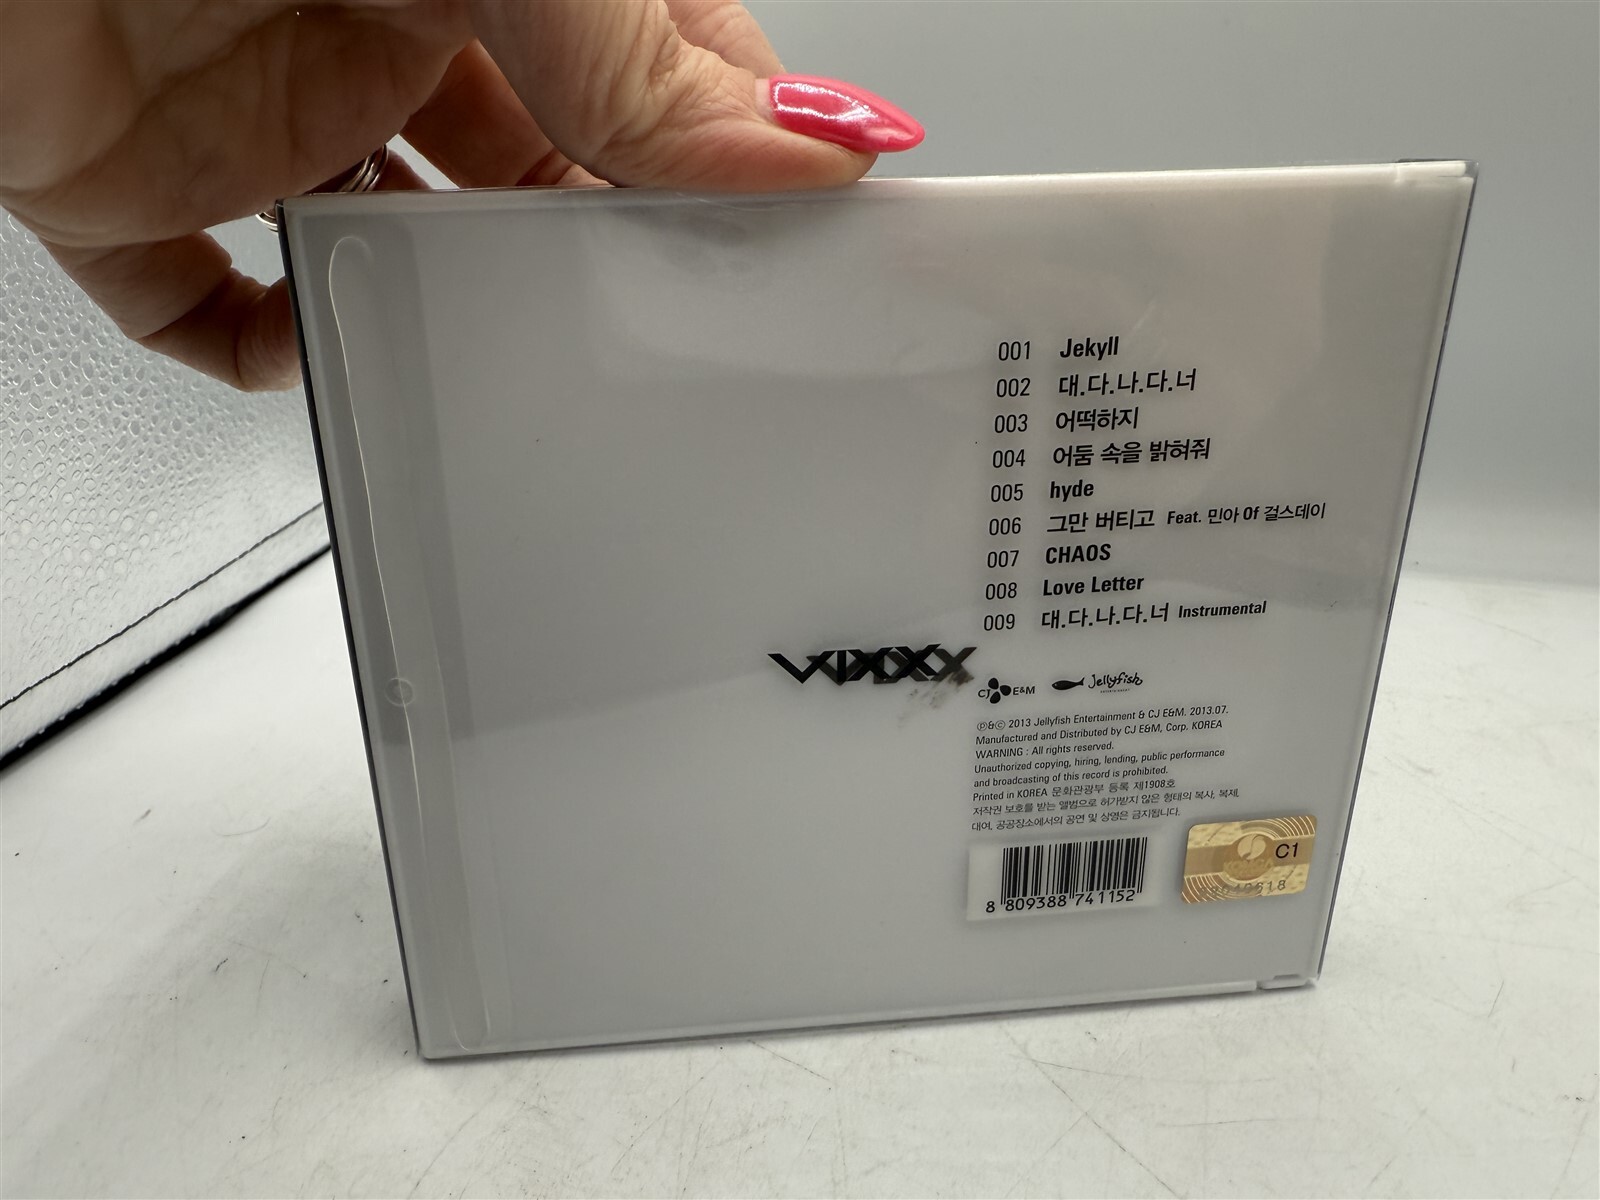 001 Jekyll
002 대.다.나.다.너
003 어떡하지
004 어둠 속을 밝혀줘
005 hyde
006 그만 버티고 Feat. 민아 Of 걸스데이
007 CHAOS
008 Love Letter
009 대.다.나.다.너 Instrumental
VIXX
CJ E&M Jellyfish ENTERTAINMENT
℗&© 2013 Jellyfish Entertainment & CJ E&M. 2013.07.
Manufactured and Distributed by CJ E&M, Corp. KOREA
WARNING : All rights reserved.
Unauthorized copying, hiring, lending, public performance
and broadcasting of this record is prohibited.
Printed in KOREA 문화관광부 등록 제1908호
저작권 보호를 받는 앨범으로 허가받지 않은 형태의 복사, 복제,
대여, 공공장소에서의 공연 및 상영은 금지됩니다.
8 809388 741152
C1
KOMCA